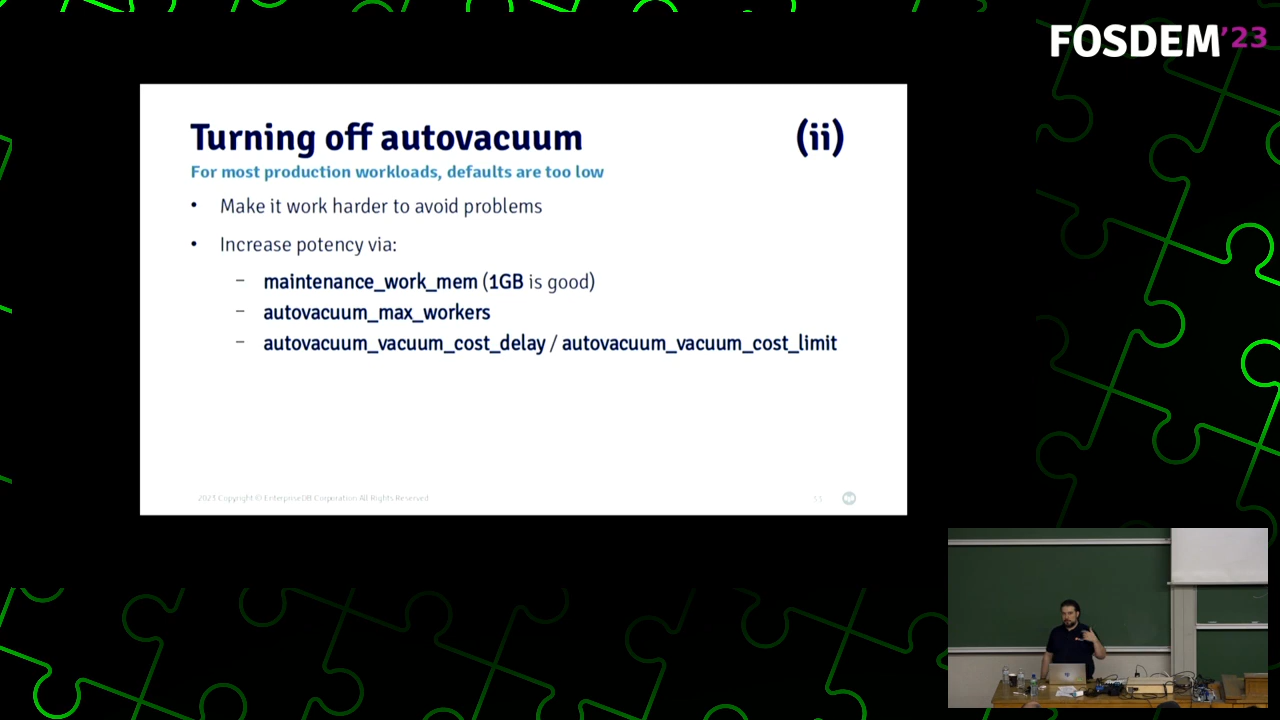 FOSDEM'23
Turning off autovacuum (ii)
For most production workloads, defaults are too low
• Make it work harder to avoid problems
• Increase potency via:
– maintenance_work_mem (1GB is good)
– autovacuum_max_workers
– autovacuum_vacuum_cost_delay / autovacuum_vacuum_cost_limit
2023 Copyright © EnterpriseDB Corporation All Rights Reserved